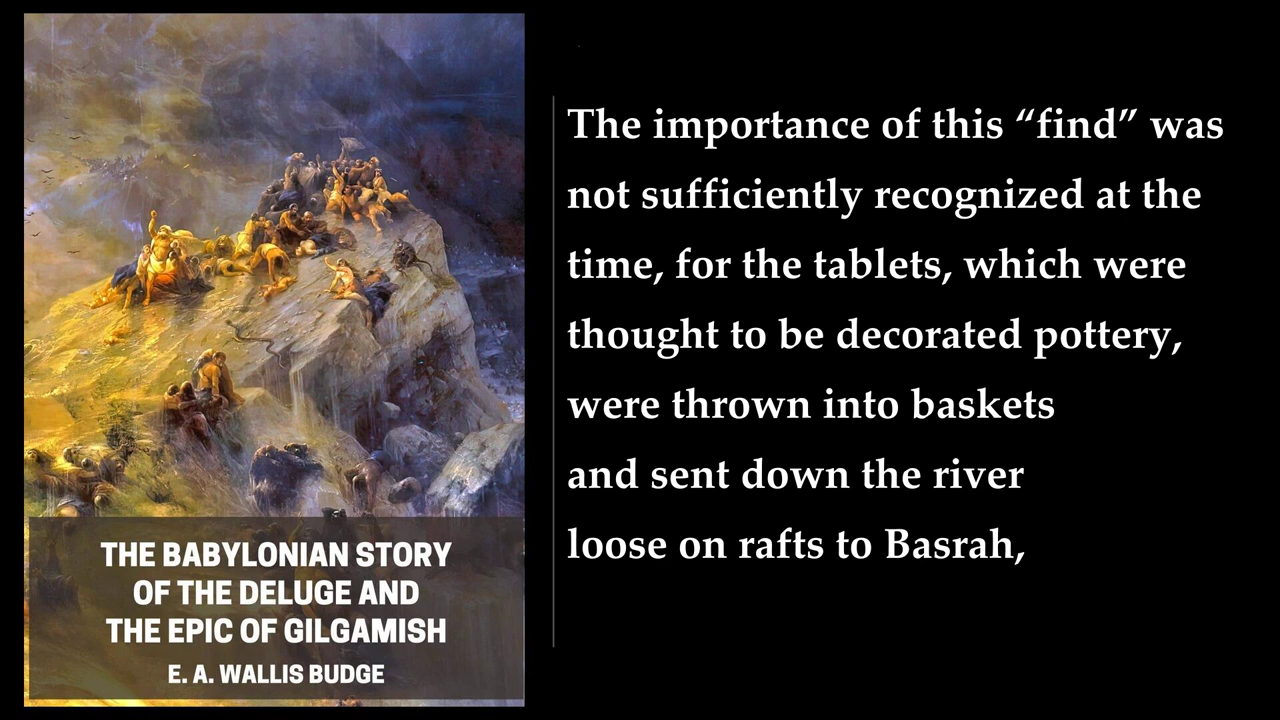 The importance of this “find” was
not sufficiently recognized at the
time, for the tablets, which were
thought to be decorated pottery,
were thrown into baskets
and sent down the river
loose on rafts to Basrah,
THE BABYLONIAN STORY
OF THE DELUGE AND
THE EPIC OF GILGAMISH
E. A. WALLIS BUDGE